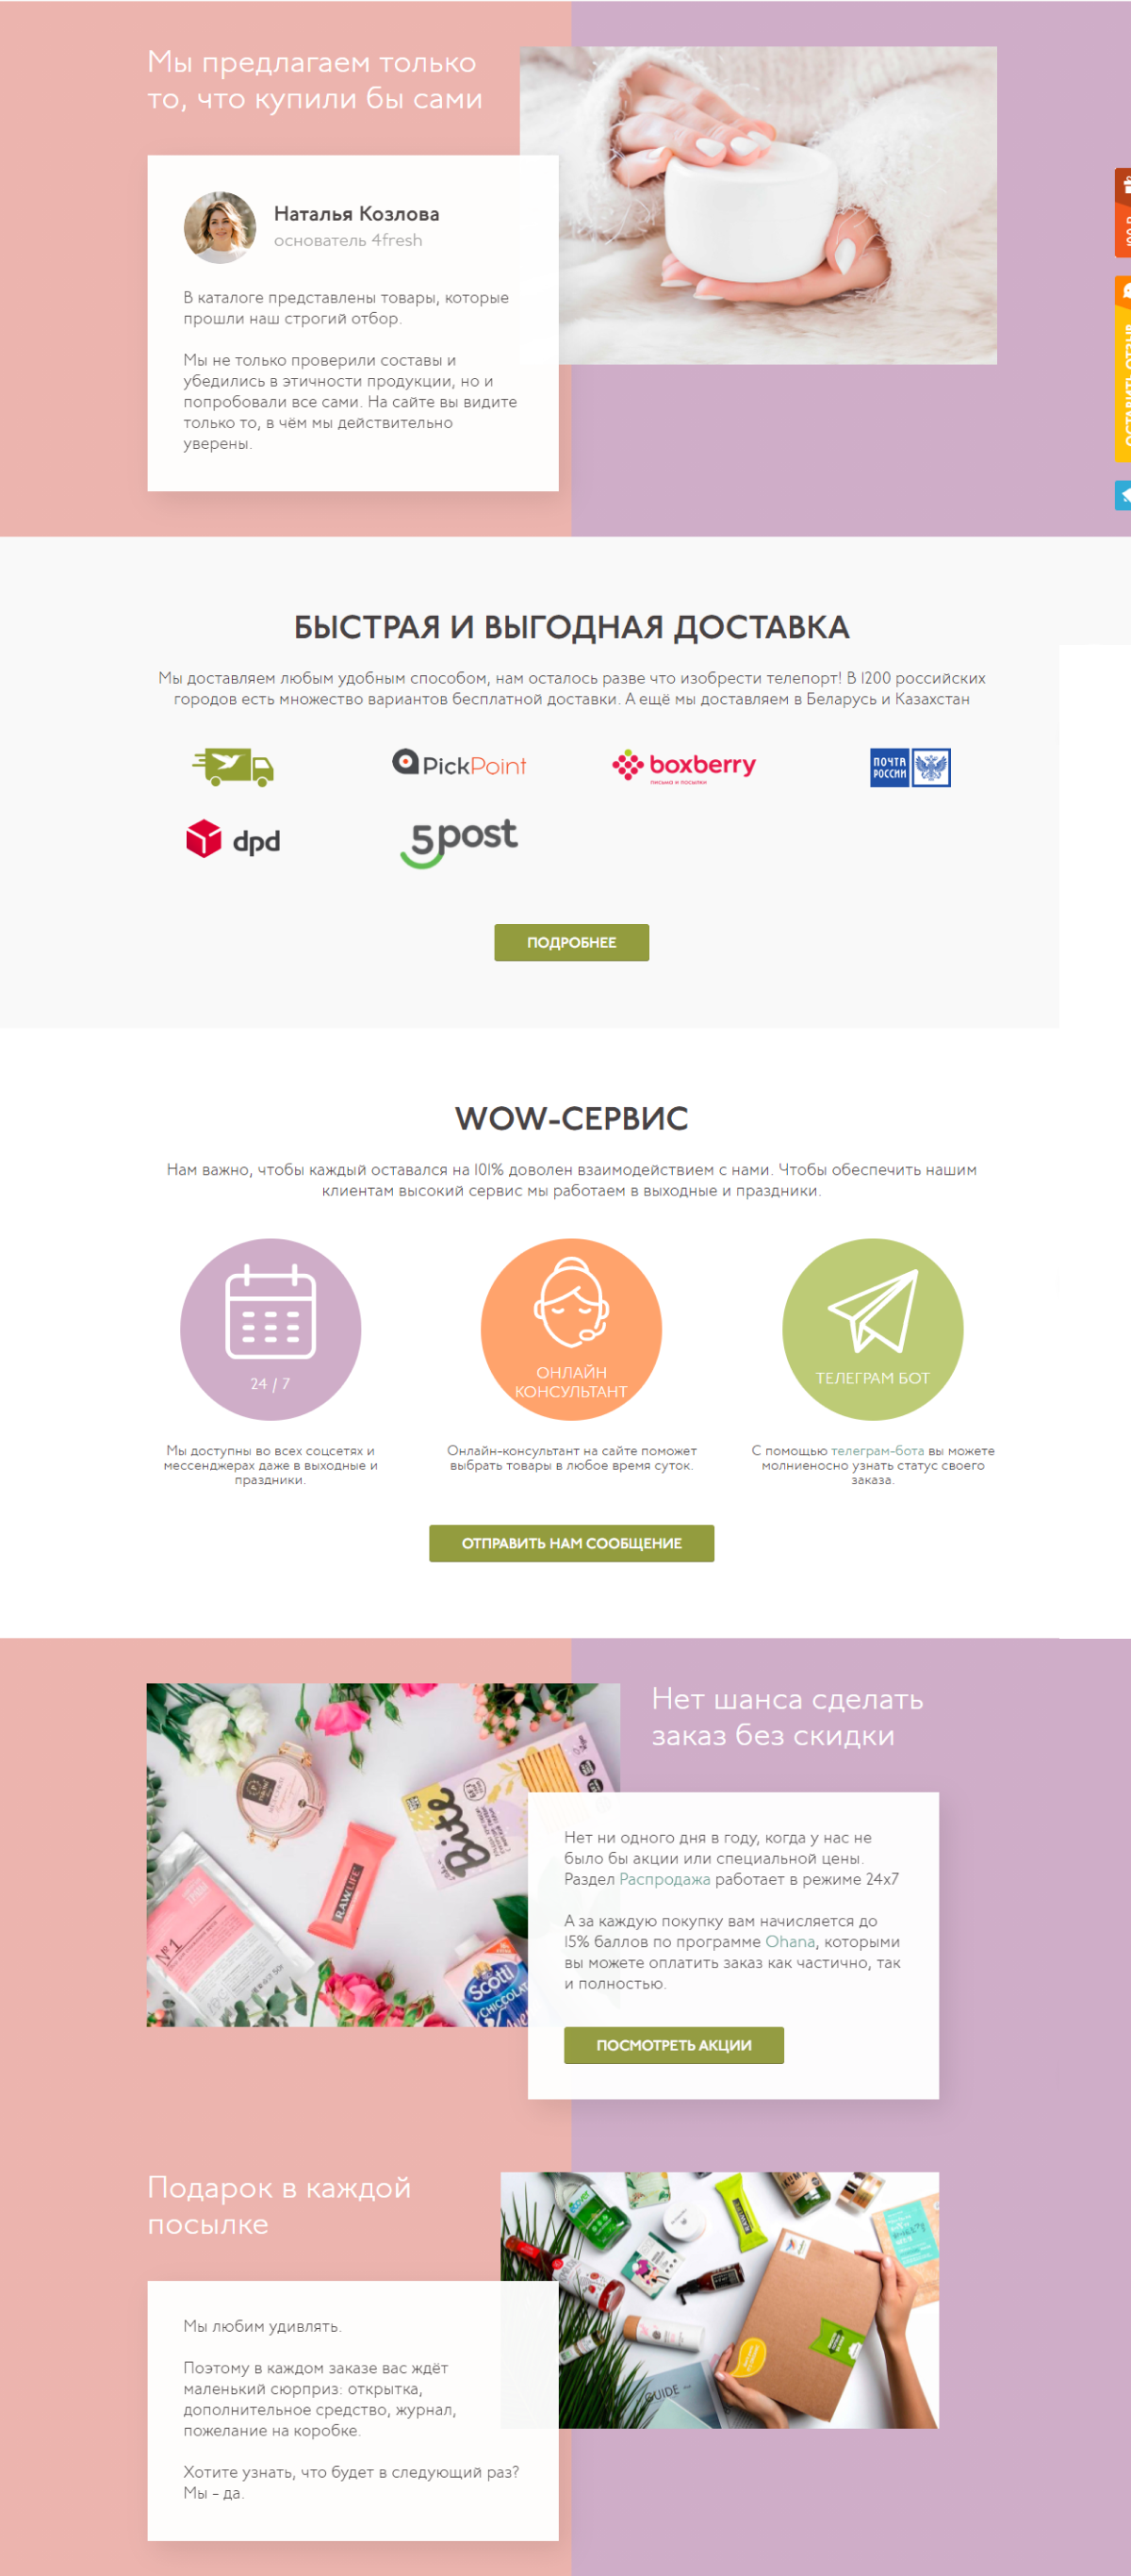 Мы предлагаем только
то, что купили бы сами
Наталья Козлова
основатель 4fresh
В каталоге представлены товары, которые
прошли наш строгий отбор.
Мы не только проверили составы и
убедились в этичности продукции, но и
попробовали все сами. На сайте вы видите
только то, в чём мы действительно
уверены.
ОСТАВИТЬ ОТЗЫВ
БЫСТРАЯ И ВЫГОДНАЯ ДОСТАВКА
Мы доставляем любым удобным способом, нам осталось разве что изобрести телепорт! В 1200 российских
городов есть множество вариантов бесплатной доставки. А ещё мы доставляем в Беларусь и Казахстан
PickPoint
boxberry
письма и посылки
ПОЧТА
РОССИИ
dpd
5post
ПОДРОБНЕЕ
WOW-СЕРВИС
Нам важно, чтобы каждый оставался на 101% доволен взаимодействием с нами. Чтобы обеспечить нашим
клиентам высокий сервис мы работаем в выходные и праздники.
24 / 7
ОНЛАЙН
КОНСУЛЬТАНТ
ТЕЛЕГРАМ БОТ
Мы доступны во всех соцсетях и
мессенджерах даже в выходные и
праздники.
Онлайн-консультант на сайте поможет
выбрать товары в любое время суток.
С помощью телеграм-бота вы можете
молниеносно узнать статус своего
заказа.
ОТПРАВИТЬ НАМ СООБЩЕНИЕ
Нет шанса сделать
заказ без скидки
Bite
RAWLIFE
№1
Scotti
CHICCOLAT
Нет ни одного дня в году, когда у нас не
было бы акции или специальной цены.
Раздел Распродажа работает в режиме 24x7
А за каждую покупку вам начисляется до
15% баллов по программе Ohana, которыми
вы можете оплатить заказ как частично, так
и полностью.
ПОСМОТРЕТЬ АКЦИИ
Подарок в каждой
посылке
GUIDE
Мы любим удивлять.
Поэтому в каждом заказе вас ждёт
маленький сюрприз: открытка,
дополнительное средство, журнал,
пожелание на коробке.
Хотите узнать, что будет в следующий раз?
Мы - да.